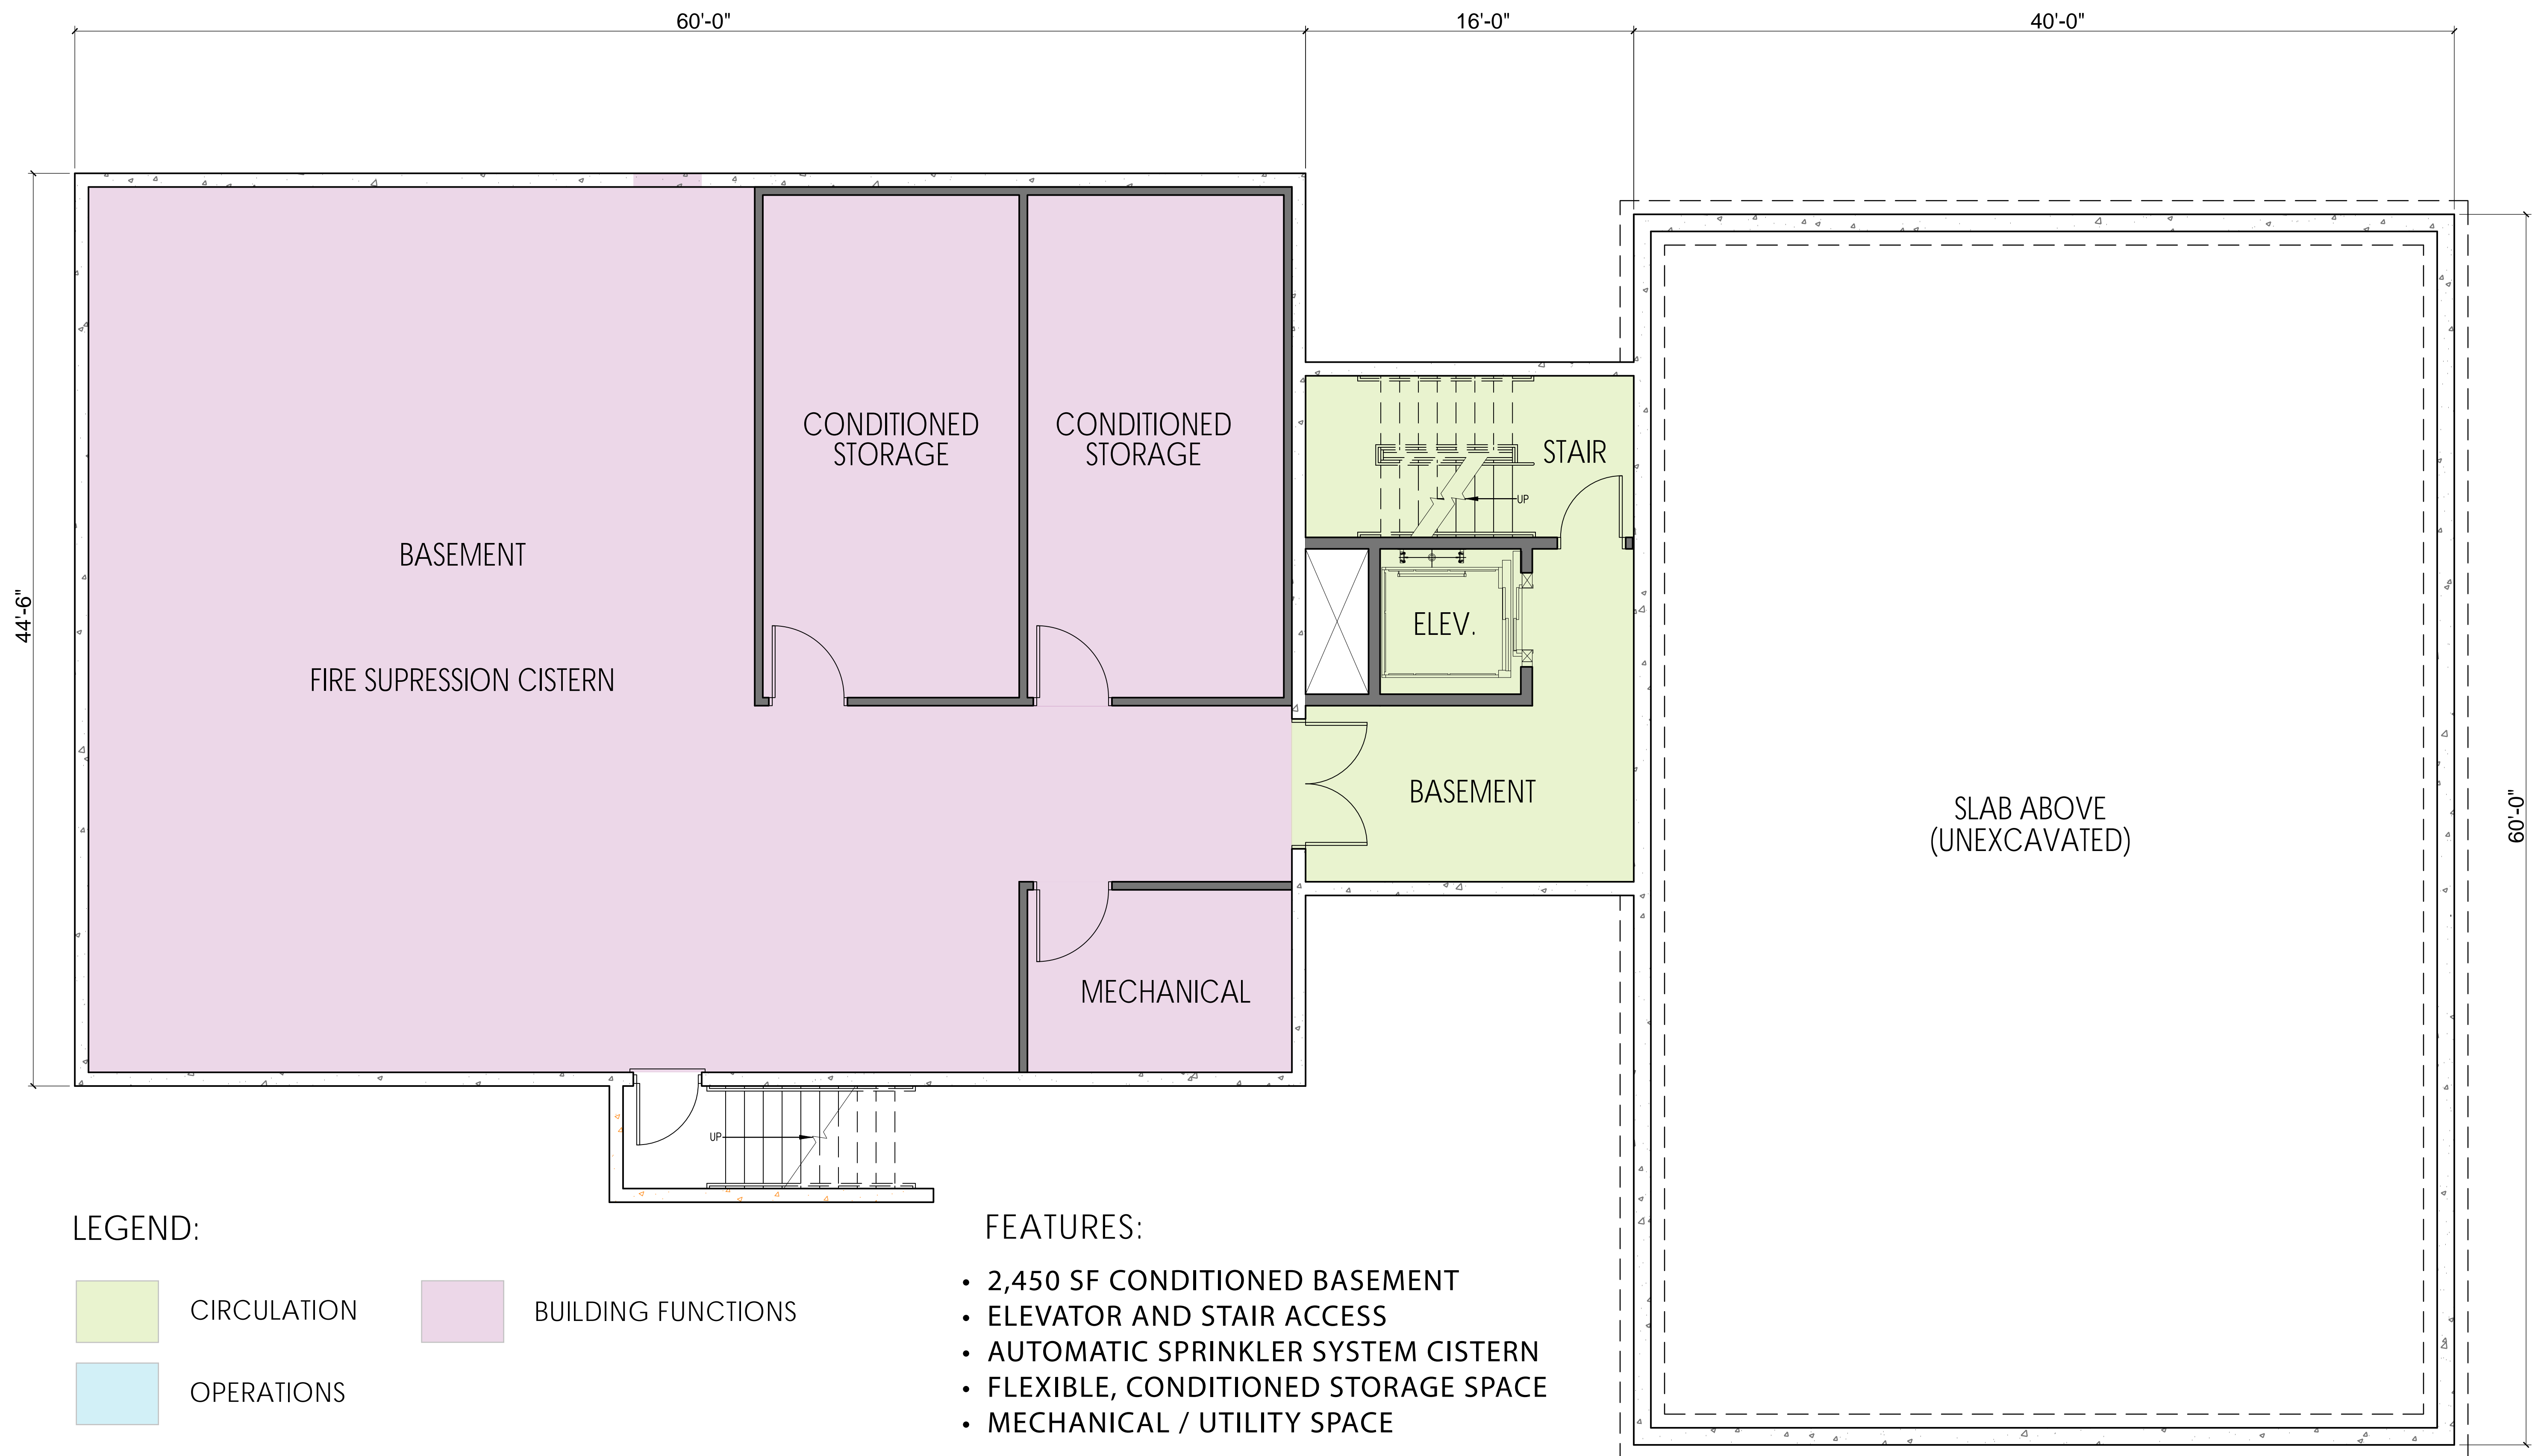 60'-0"
16'-0"
40'-0"
CONDITIONED
STORAGE
CONDITIONED
STORAGE
STAIR
UP
BASEMENT
44'-6"
ELEV.
FIRE SUPRESSION CISTERN
BASEMENT
SLAB ABOVE
(UNEXCAVATED)
60'-0"
MECHANICAL
UP
LEGEND:
CIRCULATION
BUILDING FUNCTIONS
OPERATIONS
FEATURES:
• 2,450 SF CONDITIONED BASEMENT
• ELEVATOR AND STAIR ACCESS
• AUTOMATIC SPRINKLER SYSTEM CISTERN
• FLEXIBLE, CONDITIONED STORAGE SPACE
• MECHANICAL / UTILITY SPACE